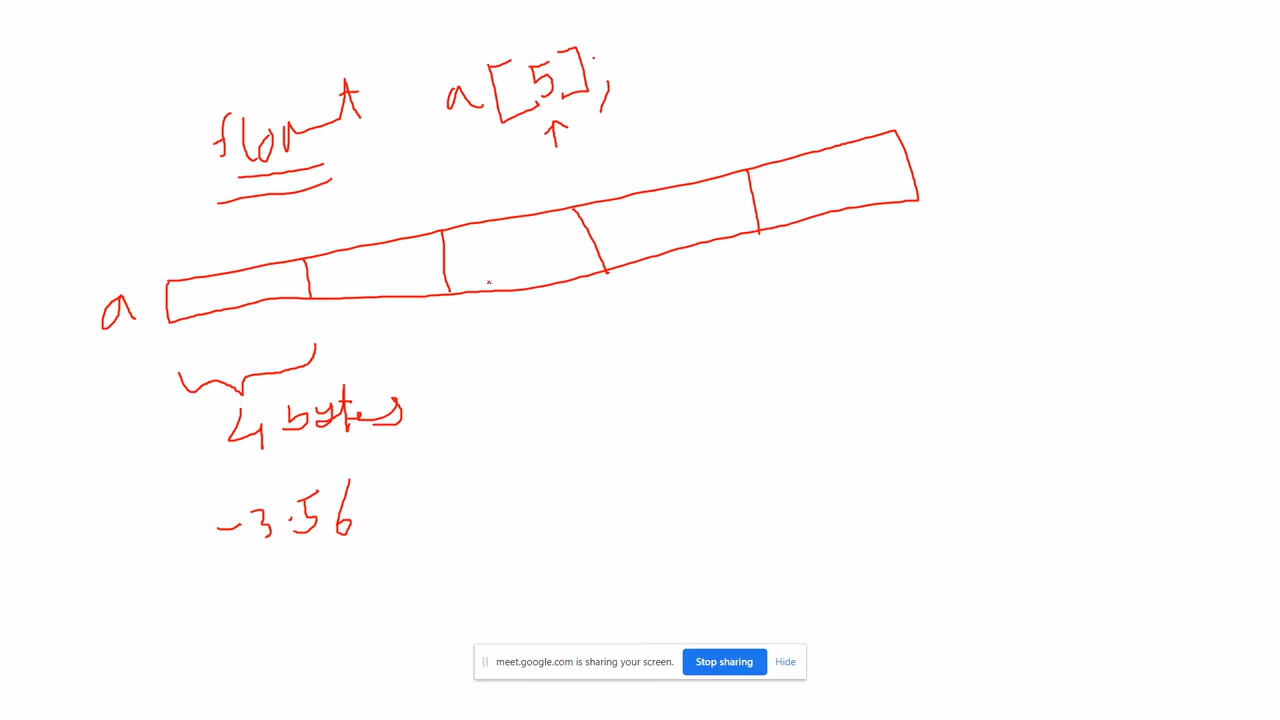 float a[5];
a
4 bytes
-3.56
meet.google.com is sharing your screen. Stop sharing Hide